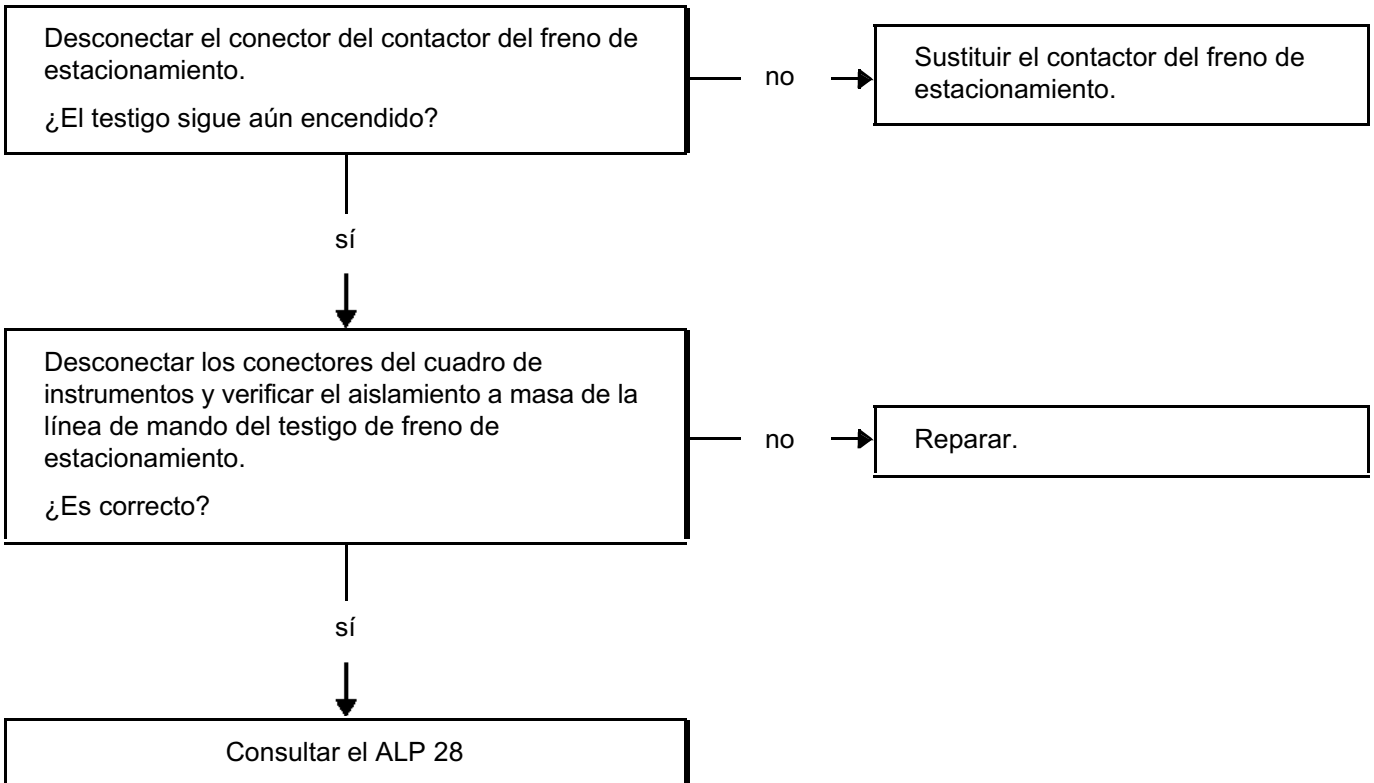 Desconectar el conector del contactor del freno de
estacionamiento.
¿El testigo sigue aún encendido?
no
Sustituir el contactor del freno de
estacionamiento.
sí
Desconectar los conectores del cuadro de
instrumentos y verificar el aislamiento a masa de la
línea de mando del testigo de freno de
estacionamiento.
¿Es correcto?
no
Reparar.
sí
Consultar el ALP 28